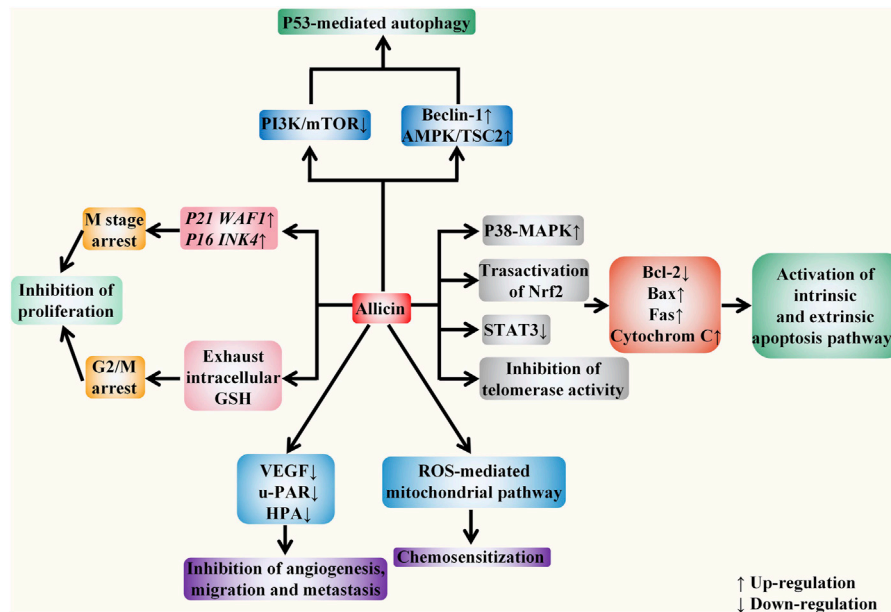 P53-mediated autophagy
PI3K/mTOR↓
Beclin-1↑
AMPK/TSC2↑
M stage
arrest
P21 WAF1↑
P16 INK4↑
P38-MAPK↑
Trasactivation
of Nrf2
Bcl-2↓
Bax↑
Fas↑
Cytochrom C↑
Activation of
intrinsic
and extrinsic
apoptosis pathway
Inhibition of
proliferation
Allicin
STAT3↓
G2/M
arrest
Exhaust
intracellular
GSH
Inhibition of
telomerase activity
VEGF↓
u-PAR↓
HPA↓
ROS-mediated
mitochondrial pathway
Inhibition of angiogenesis,
migration and metastasis
Chemosensitization
↑ Up-regulation
↓ Down-regulation